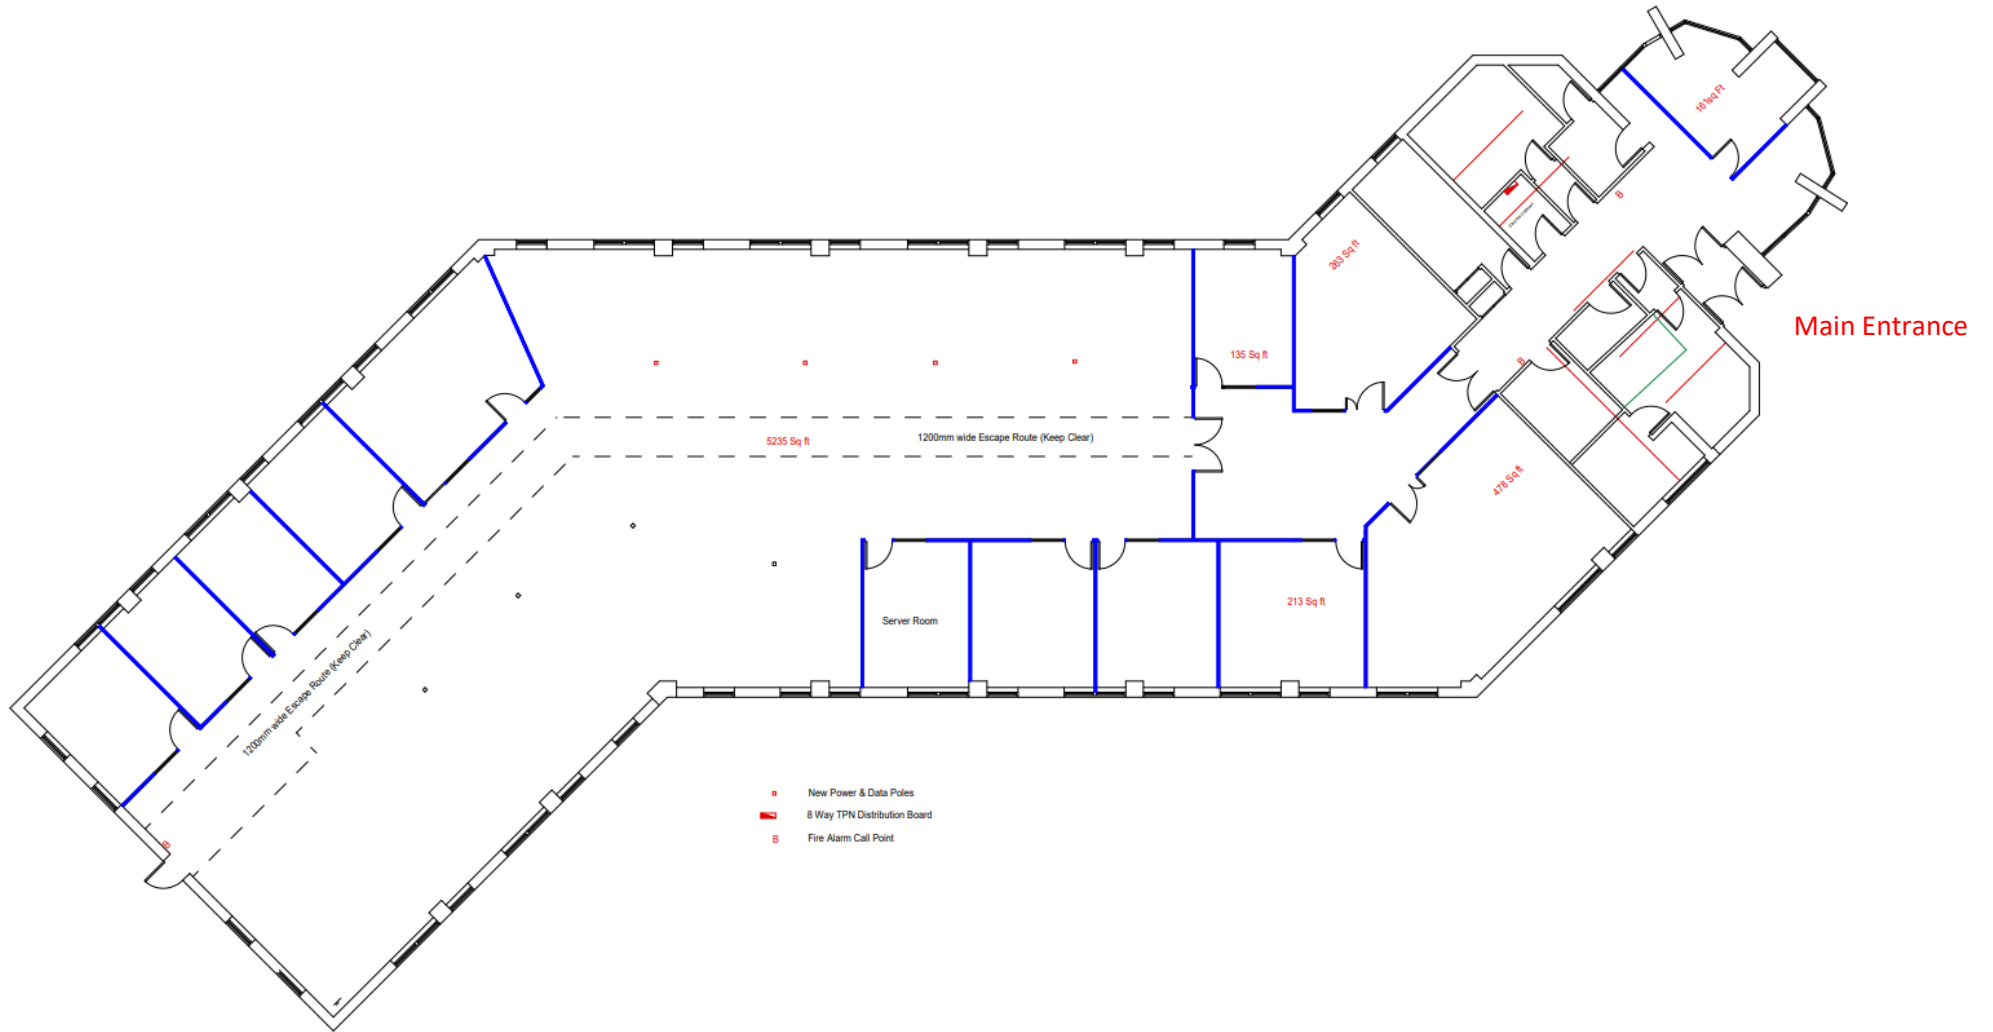 161sq Ft
263 Sq ft
Main Entrance
135 Sq ft
B
B
5235 Sq ft
1200mm wide Escape Route (Keep Clear)
478 Sq ft
213 Sq ft
Server Room
1200mm wide Escape Route (Keep Clear)
B
New Power & Data Poles
8 Way TPN Distribution Board
B Fire Alarm Call Point